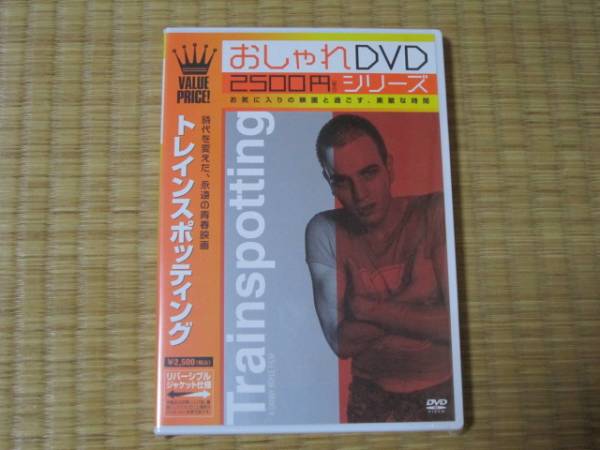 VALUE
PRICE!
おしゃれDVD
2500円シリーズ
お気に入りの映画と過ごす、素敵な時間
時代を変えた、永遠の青春映画
トレインスポッティング
¥2,500(税込)
リバーシブル
ジャケット仕様
Trainspotting
DVD
VIDEO